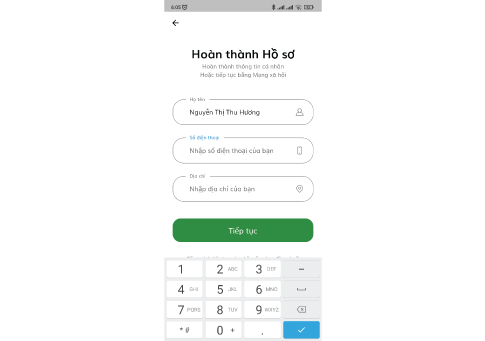 6:05
Hoàn thành Hồ sơ
Hoàn thành thông tin cá nhân
Hoặc tiếp tục bằng Mạng xã hội
Họ tên
Nguyễn Thị Thu Hương
Số điện thoại
Nhập số điện thoại của bạn
Địa chỉ
Nhập địa chỉ của bạn
Tiếp tục
1 2 ABC 3 DEF −
4 GHI 5 JKL 6 MNO
7 PQRS 8 TUV 9 WXYZ
* # 0 + .